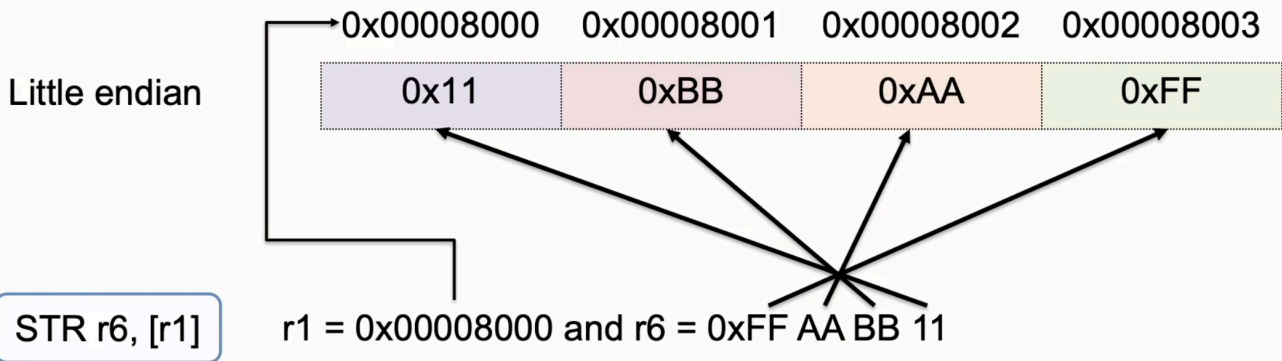 0x00008000 0x00008001 0x00008002 0x00008003
Little endian 0x11 0xBB 0xAA 0xFF
STR r6, [r1] r1 = 0x00008000 and r6 = 0xFF AA BB 11